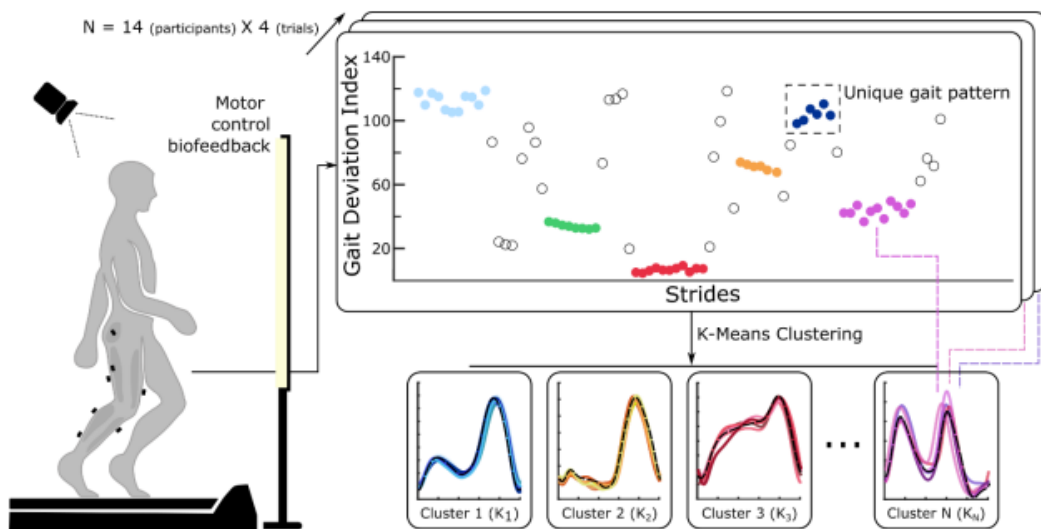 N = 14 (participants) X 4 (trials)
Motor
control
biofeedback
Gait Deviation Index
140
100
60
20
Unique gait pattern
Strides
K-Means Clustering
...
Cluster 1 (K1)
Cluster 2 (K2)
Cluster 3 (K3)
Cluster N (KN)